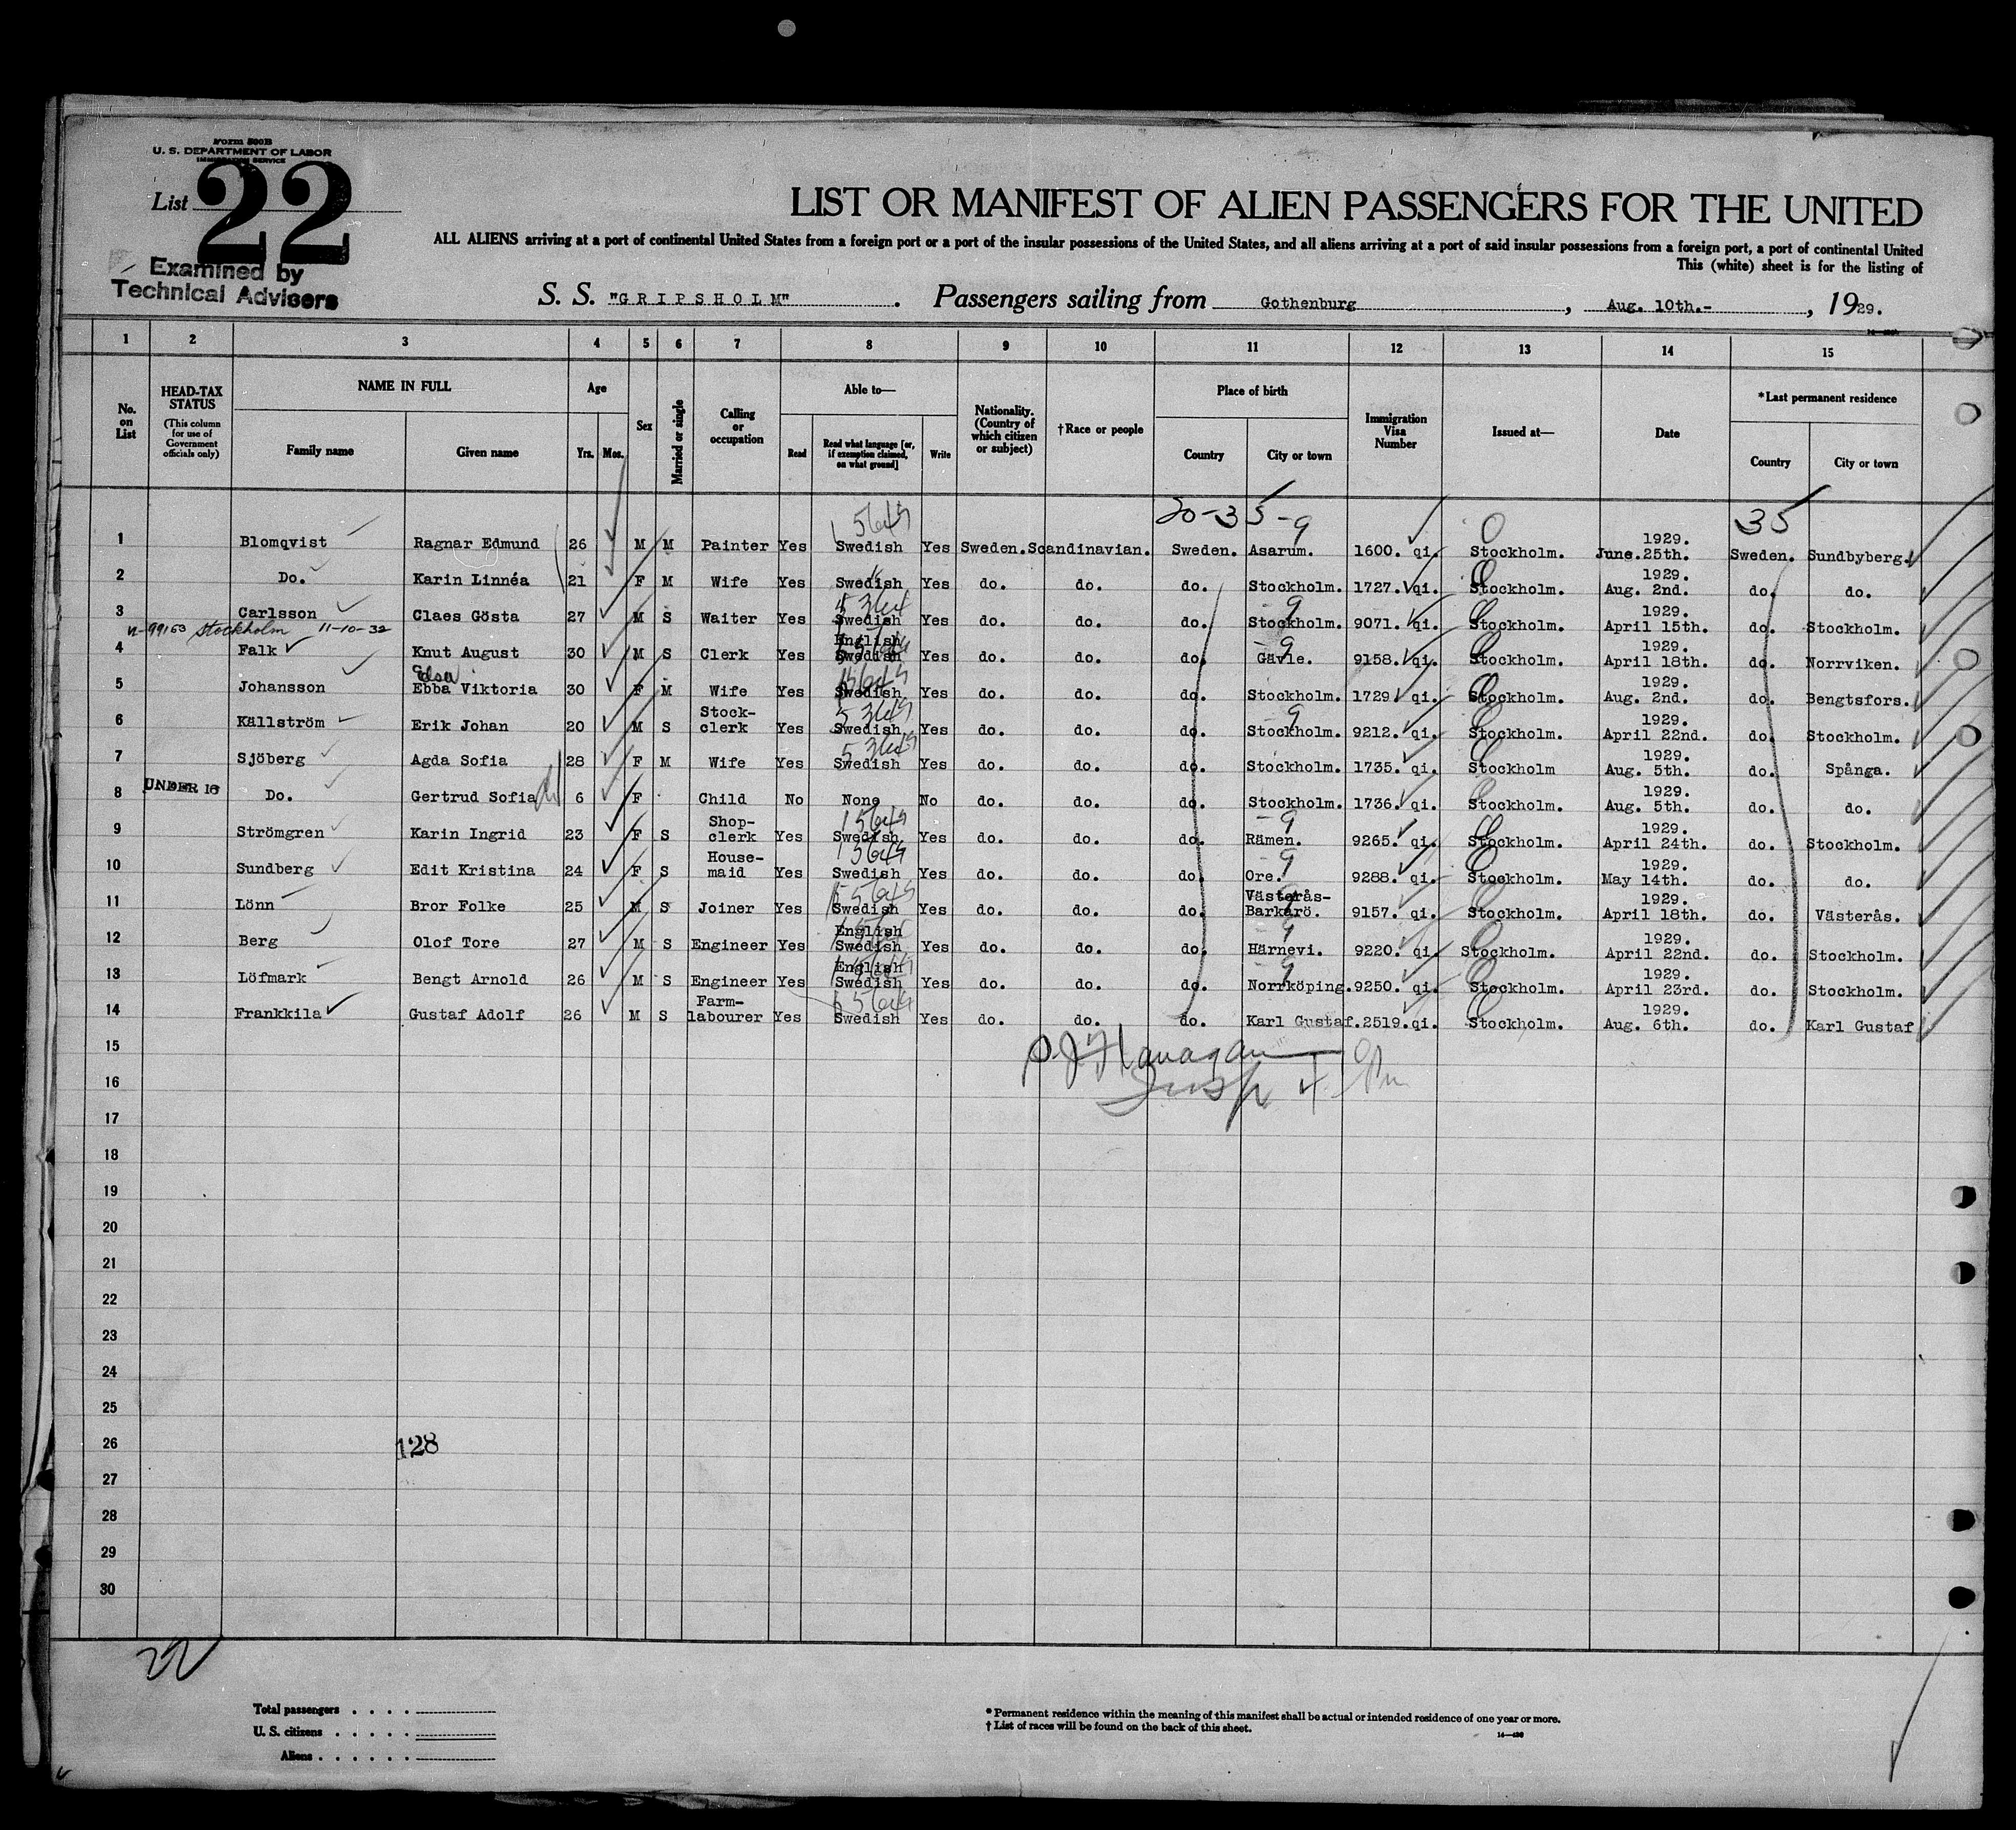 Form 500B
U. S. DEPARTMENT OF LABOR
IMMIGRATION SERVICE
List 22
Examined by
Technical Advisers
LIST OR MANIFEST OF ALIEN PASSENGERS FOR THE UNITED
ALL ALIENS arriving at a port of continental United States from a foreign port or a port of the insular possessions of the United States, and all aliens arriving at a port of said insular possessions from a foreign port, a port of continental United
This (white) sheet is for the listing of
S. S. "GRIPSHOLM" . Passengers sailing from Gothenburg , Aug. 10th.- , 1929.
1 2 3 4 5 6 7 8 9 10 11 12 13 14 15
No. on List
HEAD-TAX STATUS
(This column for use of Government officials only)
NAME IN FULL
Family name Given name
Age
Yrs. Mos.
Sex
Married or single
Calling or occupation
Able to—
Read
Read what language [or, if exemption claimed, on what ground]
Write
Nationality. (Country of which citizen or subject)
†Race or people
Place of birth
Country City or town
Immigration Visa Number
Issued at—
Date
*Last permanent residence
Country City or town
20-35-9 35
1 Blomqvist Ragnar Edmund 26 M M Painter Yes Swedish Yes Sweden. Scandinavian. Sweden. Asarum. 1600. qi. Stockholm. 1929. June.25th. Sweden. Sundbyberg.
2 Do. Karin Linnéa 21 F M Wife Yes Swedish Yes do. do. do. Stockholm. 1727. qi. Stockholm. 1929. Aug. 2nd. do. do.
3 Carlsson Claes Gösta 27 M S Waiter Yes Swedish Yes do. do. do. Stockholm. 9071. qi. Stockholm. 1929. April 15th. do. Stockholm.
n-99163 Stockholm 11-10-32
4 Falk Knut August 30 M S Clerk Yes English Swedish Yes do. do. do. Gävle. 9158. qi. Stockholm. 1929. April 18th. do. Norrviken.
Elsa
5 Johansson Ebba Viktoria 30 F M Wife Yes Swedish Yes do. do. do. Stockholm. 1729 qi. Stockholm. 1929. Aug. 2nd. do. Bengtsfors.
6 Källström Erik Johan 20 M S Stock-clerk Yes Swedish Yes do. do. do. Stockholm. 9212. qi. Stockholm. 1929. April 22nd. do. Stockholm.
7 Sjöberg Agda Sofia 28 F M Wife Yes Swedish Yes do. do. do. Stockholm. 1735. qi. Stockholm 1929. Aug. 5th. do. Spånga.
8 UNDER 16 Do. Gertrud Sofia 6 F Child No None No do. do. do. Stockholm. 1736. qi. Stockholm. 1929. Aug. 5th. do. do.
9 Strömgren Karin Ingrid 23 F S Shop-clerk Yes Swedish Yes do. do. do. Rämen. 9265. qi. Stockholm. 1929. April 24th. do. Stockholm.
10 Sundberg Edit Kristina 24 F S House-maid Yes Swedish Yes do. do. do. Ore. 9288. qi. Stockholm. 1929. May 14th. do. do.
11 Lönn Bror Folke 25 M S Joiner Yes Swedish Yes do. do. do. Västerås-Barkarö. 9157. qi. Stockholm. 1929. April 18th. do. Västerås.
12 Berg Olof Tore 27 M S Engineer Yes English Swedish Yes do. do. do. Härnevi. 9220. qi. Stockholm. 1929. April 22nd. do. Stockholm.
13 Löfmark Bengt Arnold 26 M S Engineer Yes English Swedish Yes do. do. do. Norrköping. 9250. qi. Stockholm. 1929. April 23rd. do. Stockholm.
14 Frankkila Gustaf Adolf 26 M S Farm-labourer Yes Swedish Yes do. do. do. Karl Gustaf. 2519. qi. Stockholm. 1929. Aug. 6th. do. Karl Gustaf
15
Flanagan
16
Insp
17
18
19
20
21
22
23
24
25
26
128
27
28
29
30
22
Total passengers . . . .
U. S. citizens . . . . .
Aliens . . . . . .
* Permanent residence within the meaning of this manifest shall be actual or intended residence of one year or more.
† List of races will be found on the back of this sheet.